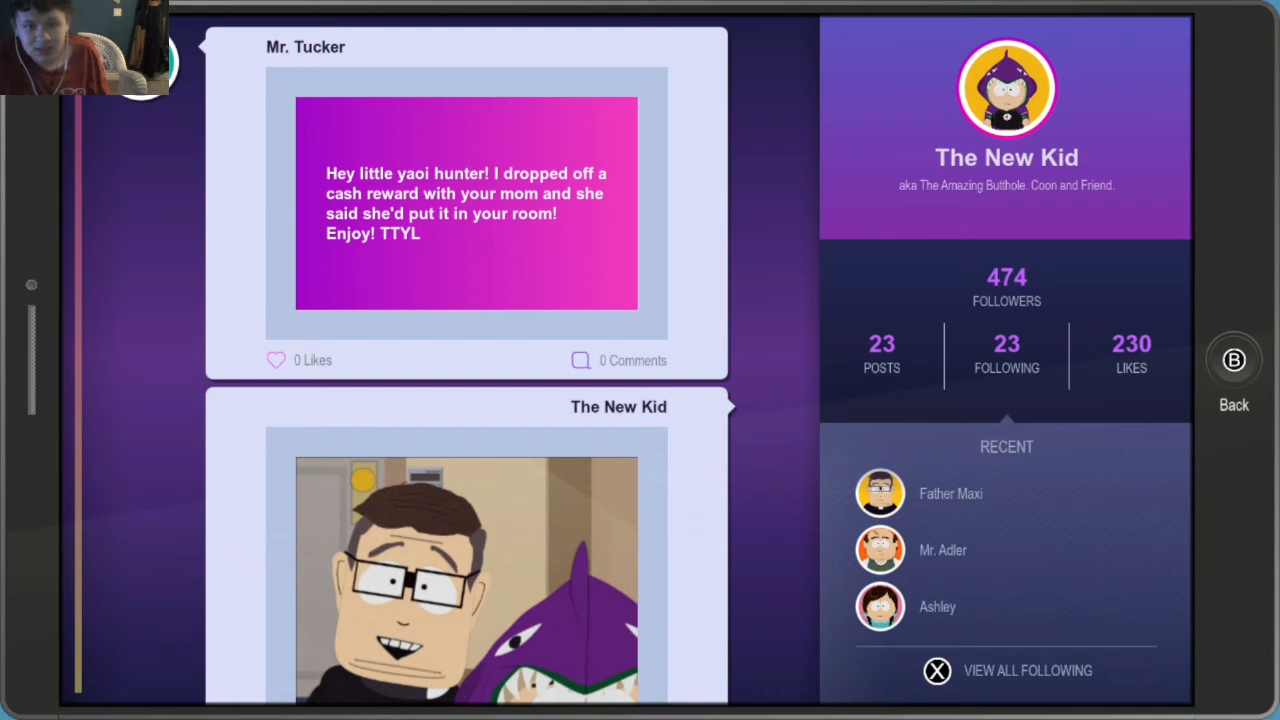 Mr. Tucker
Hey little yaoi hunter! I dropped off a
cash reward with your mom and she
said she'd put it in your room!
Enjoy! TTYL
0 Likes
0 Comments
The New Kid
The New Kid
aka The Amazing Butthole. Coon and Friend.
474
FOLLOWERS
23
POSTS
23
FOLLOWING
230
LIKES
RECENT
Father Maxi
Mr. Adler
Ashley
X VIEW ALL FOLLOWING
B
Back